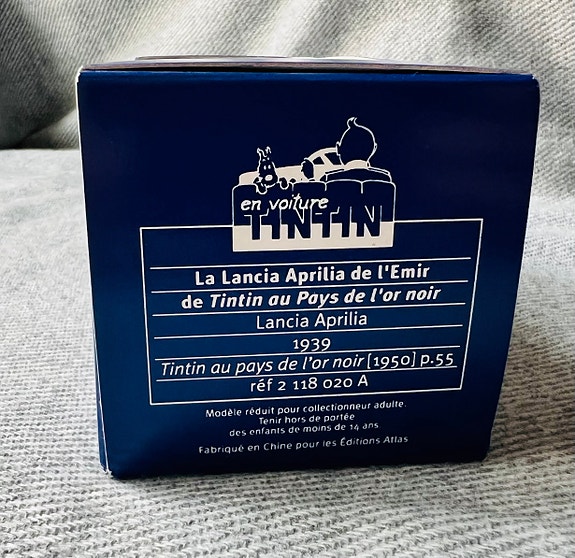 en voiture
TINTIN
La Lancia Aprilia de l'Emir
de Tintin au Pays de l'or noir
Lancia Aprilia
1939
Tintin au pays de l'or noir [1950] p.55
réf 2 118 020 A
Modèle réduit pour collectionneur adulte.
Tenir hors de portée
des enfants de moins de 14 ans
Fabriqué en Chine pour les Éditions Atlas